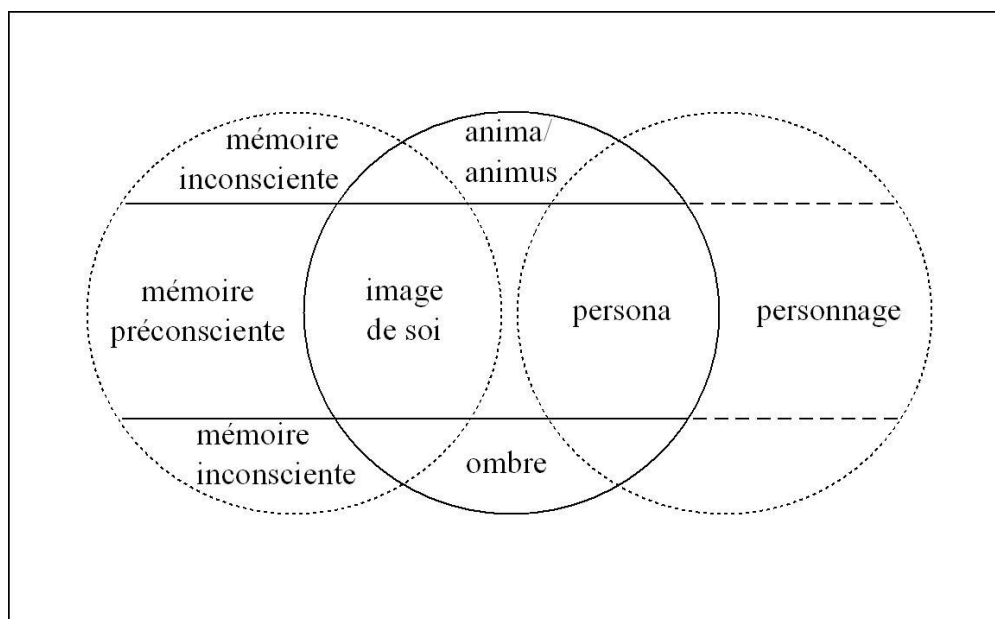 mémoire
inconsciente
anima/
animus
mémoire
préconsciente
image
de soi
persona
personnage
mémoire
inconsciente
ombre